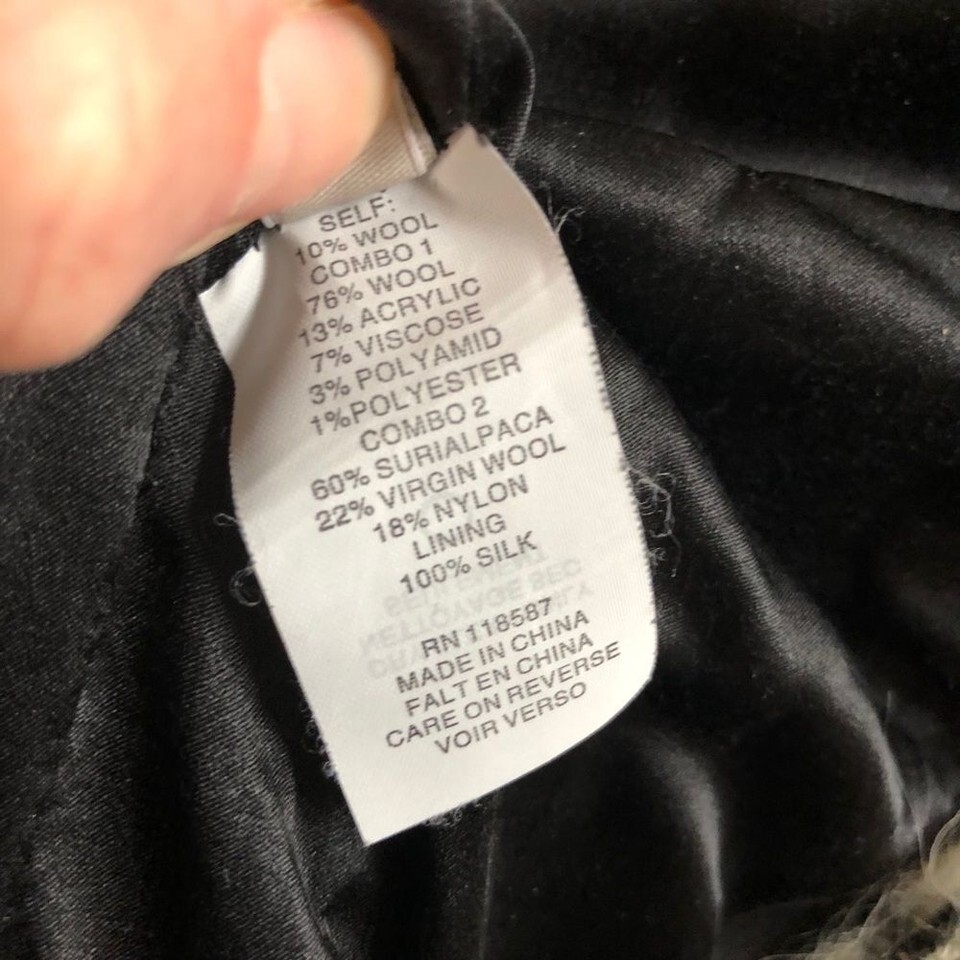 SELF:
10% WOOL
COMBO 1
76% WOOL
13% ACRYLIC
7% VISCOSE
3% POLYAMID
1%POLYESTER
COMBO 2
60% SURIALPACA
22% VIRGIN WOOL
18% NYLON
LINING
100% SILK
RN 118587
MADE IN CHINA
FALT EN CHINA
CARE ON REVERSE
VOIR VERSO